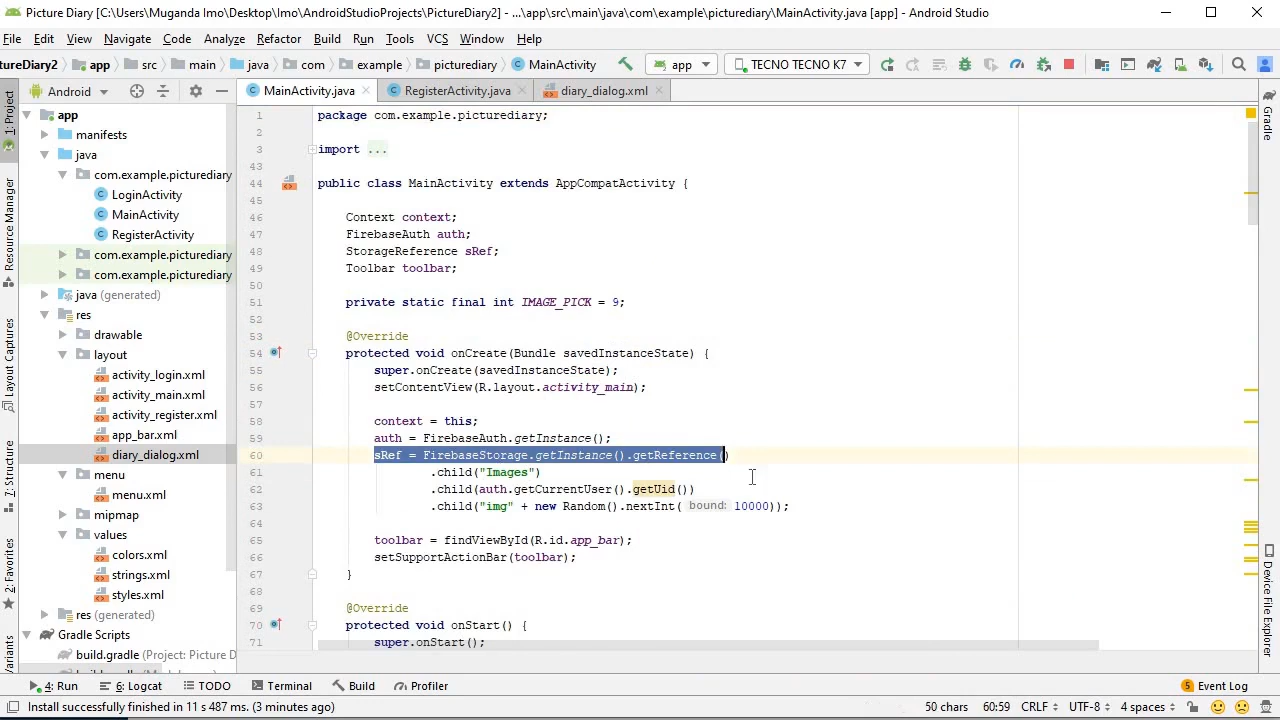 Picture Diary [C:\Users\Muganda Imo\Desktop\Imo\AndroidStudioProjects\PictureDiary2] - ...\app\src\main\java\com\example\picturediary\MainActivity.java [app] - Android Studio
File Edit View Navigate Code Analyze Refactor Build Run Tools VCS Window Help
tureDiary2 app src main java com example picturediary MainActivity app TECNO TECNO K7
Android MainActivity.java RegisterActivity.java diary_dialog.xml
1: Project
Resource Manager
Layout Captures
7: Structure
2: Favorites
ariants
app
manifests
java
com.example.picturediary
LoginActivity
MainActivity
RegisterActivity
com.example.picturediary
com.example.picturediary
java (generated)
res
drawable
layout
activity_login.xml
activity_main.xml
activity_register.xml
app_bar.xml
diary_dialog.xml
menu
menu.xml
mipmap
values
colors.xml
strings.xml
styles.xml
res (generated)
Gradle Scripts
build.gradle (Project: Picture D
1 package com.example.picturediary;
2
3 import ...
43
44 public class MainActivity extends AppCompatActivity {
45
46 Context context;
47 FirebaseAuth auth;
48 StorageReference sRef;
49 Toolbar toolbar;
50
51 private static final int IMAGE_PICK = 9;
52
53 @Override
54 protected void onCreate(Bundle savedInstanceState) {
55 super.onCreate(savedInstanceState);
56 setContentView(R.layout.activity_main);
57
58 context = this;
59 auth = FirebaseAuth.getInstance();
60 sRef = FirebaseStorage.getInstance().getReference()
61 .child("Images")
62 .child(auth.getCurrentUser().getUid())
63 .child("img" + new Random().nextInt( bound: 10000));
64
65 toolbar = findViewById(R.id.app_bar);
66 setSupportActionBar(toolbar);
67 }
68
69 @Override
70 protected void onStart() {
71 super.onStart();
Gradle
Device File Explorer
4: Run 6: Logcat TODO Terminal Build Profiler 5 Event Log
Install successfully finished in 11 s 487 ms. (3 minutes ago) 50 chars 60:59 CRLF UTF-8 4 spaces